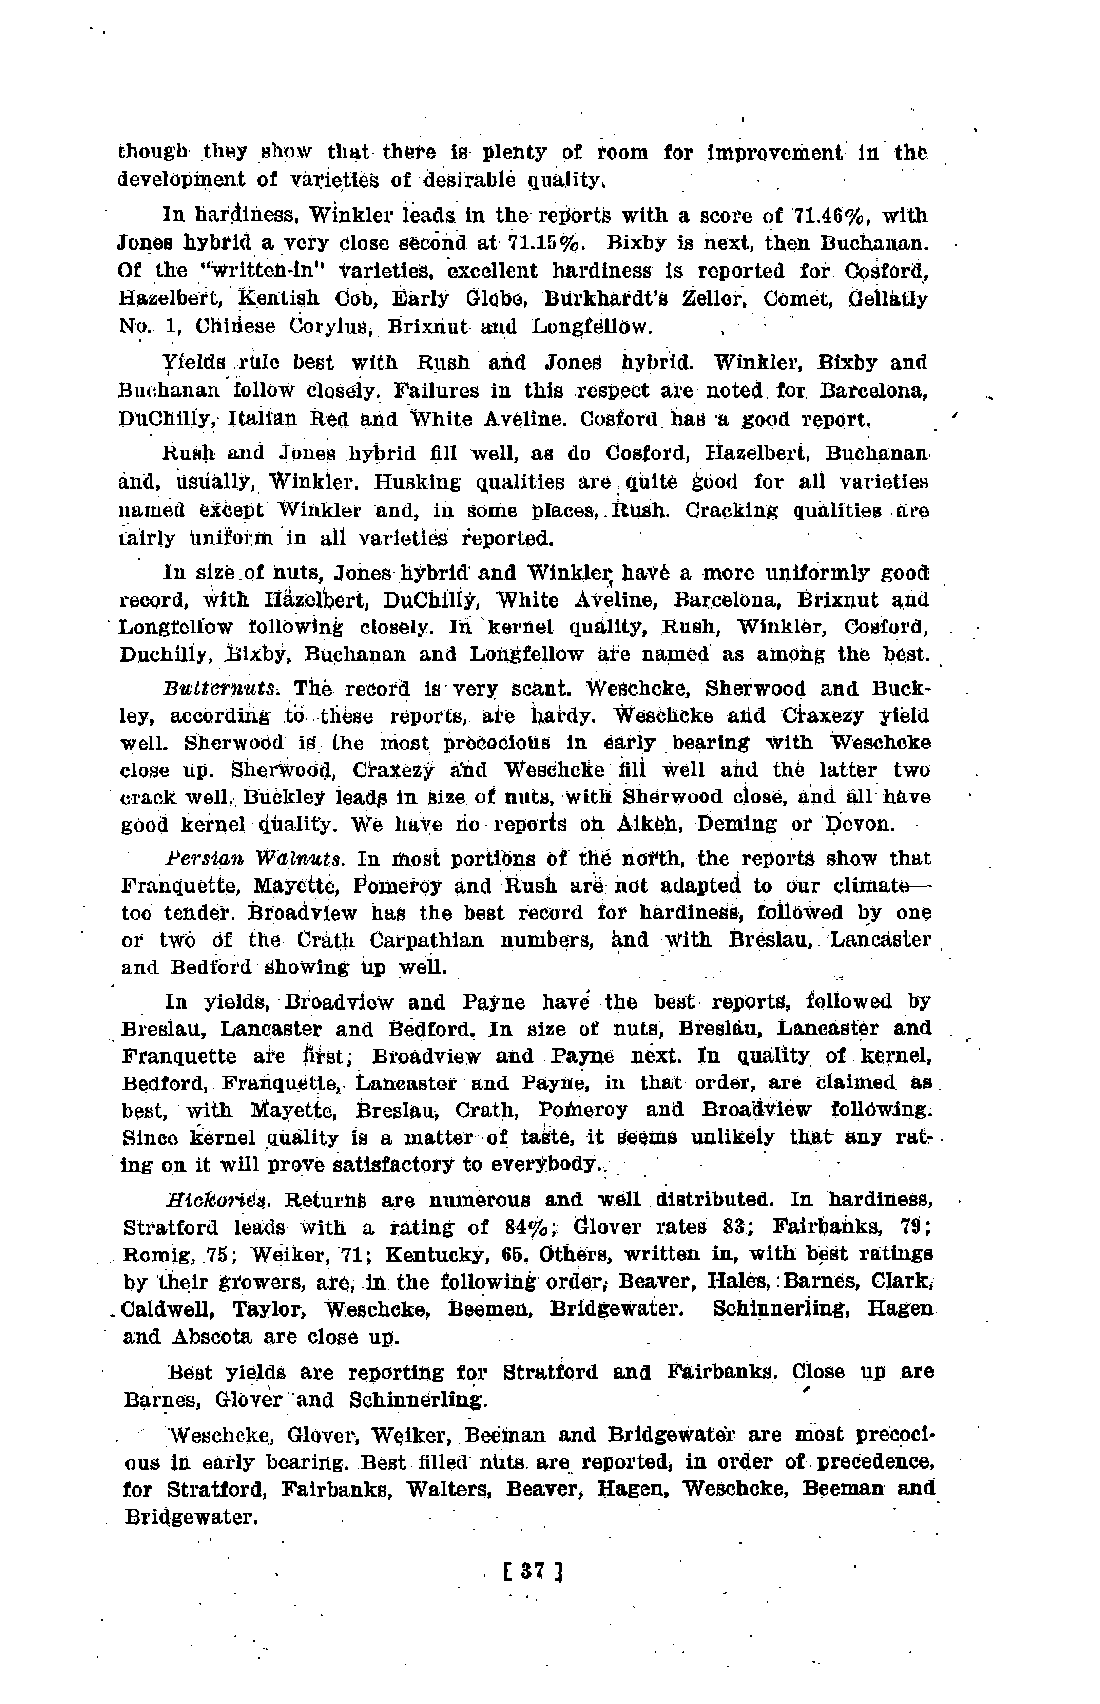 though they show that there is plenty of room for improvement in the
development of varieties of desirable quality.
In hardiness, Winkler leads in the reports with a score of 71.46%, with
Jones hybrid a very close second at 71.15%. Bixby is next, then Buchanan.
Of the "written-in" varieties, excellent hardiness is reported for Cosford,
Hazelbert, Kentish Cob, Early Globe, Burkhardt's Zeller, Comet, Gellatly
No. 1, Chinese Corylus, Brixnut and Longfellow.
Yields rule best with Rush and Jones hybrid. Winkler, Bixby and
Buchanan follow closely. Failures in this respect are noted for Barcelona,
DuChilly, Italian Red and White Aveline. Cosford has a good report.
Rush and Jones hybrid fill well, as do Cosford, Hazelbert, Buchanan
and, usually, Winkler. Husking qualities are quite good for all varieties
named except Winkler and, in some places, Rush. Cracking qualities are
fairly uniform in all varieties reported.
In size of nuts, Jones hybrid and Winkler have a more uniformly good
record, with Hazelbert, DuChilly, White Aveline, Barcelona, Brixnut and
Longfellow following closely. In kernel quality, Rush, Winkler, Cosford,
Duchilly, Bixby, Buchanan and Longfellow are named as among the best.
Butternuts. The record is very scant. Weschcke, Sherwood and Buck-
ley, according to these reports, are hardy. Weschcke and Craxezy yield
well. Sherwood is the most precocious in early bearing with Weschcke
close up. Sherwood, Craxezy and Weschcke fill well and the latter two
crack well. Buckley leads in size of nuts, with Sherwood close, and all have
good kernel quality. We have no reports on Aiken, Deming or Devon.
Persian Walnuts. In most portions of the north, the reports show that
Franquette, Mayette, Pomeroy and Rush are not adapted to our climate—
too tender. Broadview has the best record for hardiness, followed by one
or two of the Crath Carpathian numbers, and with Breslau, Lancaster
and Bedford showing up well.
In yields, Broadview and Payne have the best reports, followed by
Breslau, Lancaster and Bedford. In size of nuts, Breslau, Lancaster and
Franquette are first; Broadview and Payne next. In quality of kernel,
Bedford, Franquette, Lancaster and Payne, in that order, are claimed as
best, with Mayette, Breslau, Crath, Pomeroy and Broadview following.
Since kernel quality is a matter of taste, it seems unlikely that any rat-
ing on it will prove satisfactory to everybody.
Hickories. Returns are numerous and well distributed. In hardiness,
Stratford leads with a rating of 84%; Glover rates 83; Fairbanks, 79;
Romig, 75; Weiker, 71; Kentucky, 65. Others, written in, with best ratings
by their growers, are, in the following order, Beaver, Hales, Barnes, Clark,
Caldwell, Taylor, Weschcke, Beemen, Bridgewater. Schinnerling, Hagen
and Abscota are close up.
Best yields are reporting for Stratford and Fairbanks. Close up are
Barnes, Glover and Schinnerling.
Weschcke, Glover, Weiker, Beeman and Bridgewater are most precoci-
ous in early bearing. Best filled nuts are reported, in order of precedence,
for Stratford, Fairbanks, Walters, Beaver, Hagen, Weschcke, Beeman and
Bridgewater.
[ 37 ]